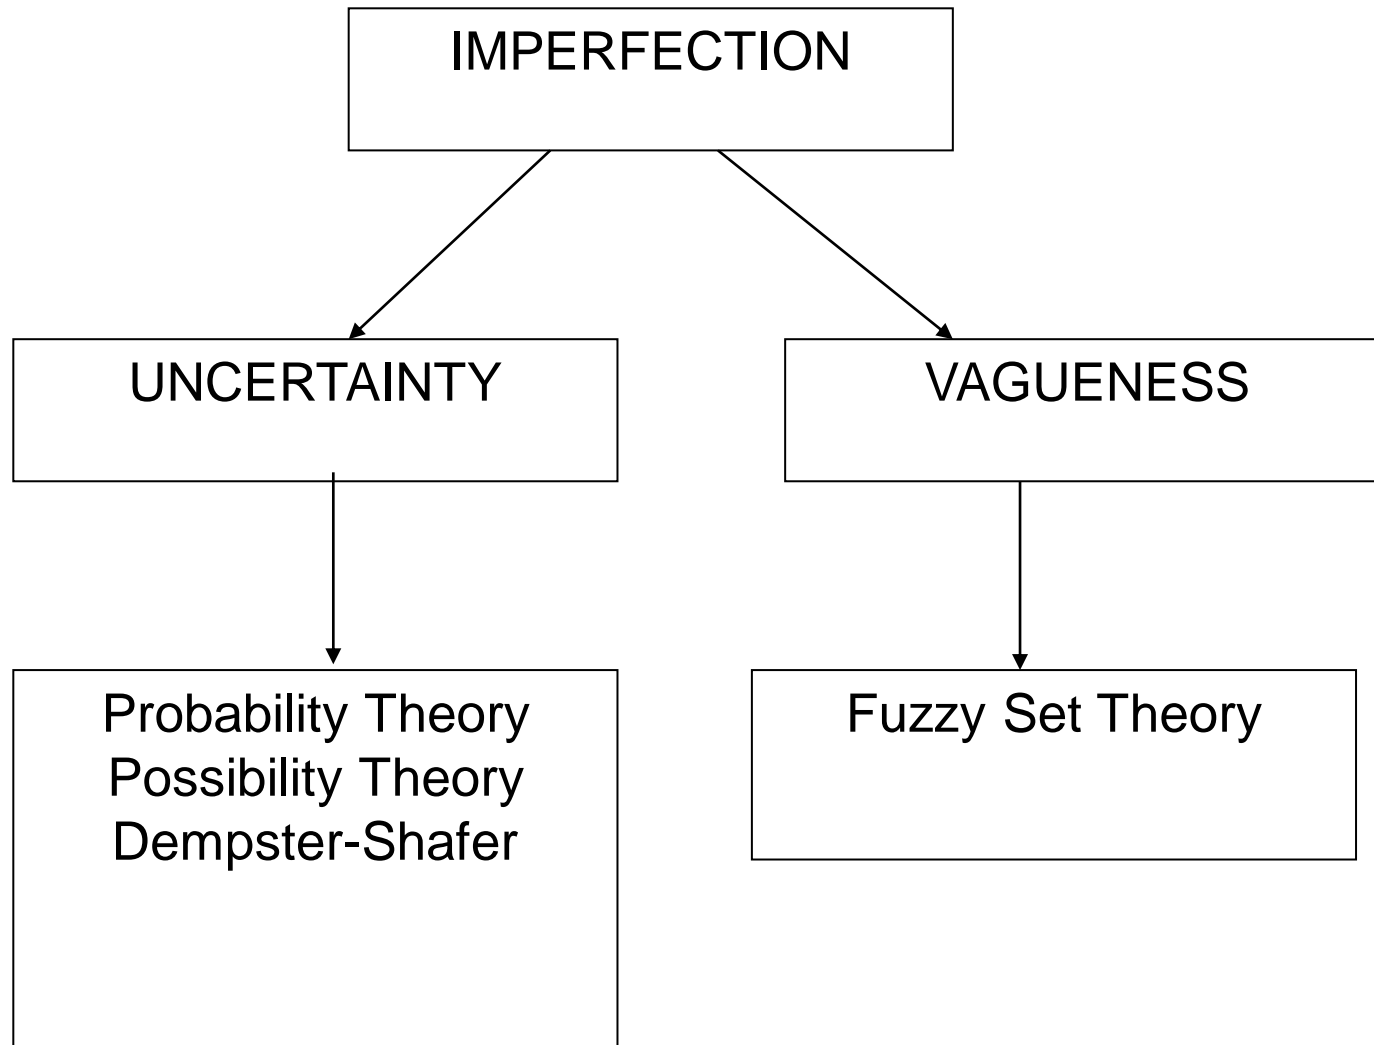 IMPERFECTION
UNCERTAINTY
VAGUENESS
Probability Theory
Possibility Theory
Dempster-Shafer
Fuzzy Set Theory